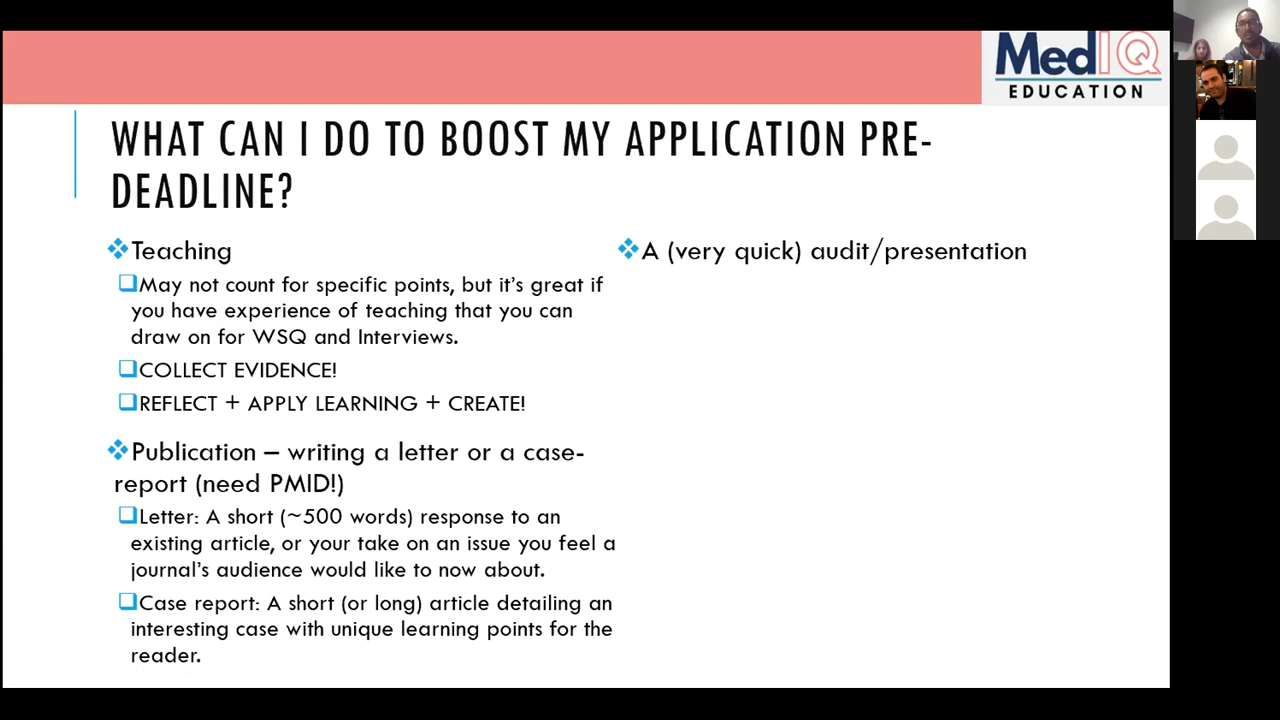 MedIQ
EDUCATION
WHAT CAN I DO TO BOOST MY APPLICATION PRE-
DEADLINE?
Teaching
May not count for specific points, but it's great if
you have experience of teaching that you can
draw on for WSQ and Interviews.
COLLECT EVIDENCE!
REFLECT + APPLY LEARNING + CREATE!
Publication – writing a letter or a case-
report (need PMID!)
Letter: A short (~500 words) response to an
existing article, or your take on an issue you feel a
journal's audience would like to now about.
Case report: A short (or long) article detailing an
interesting case with unique learning points for the
reader.
A (very quick) audit/presentation